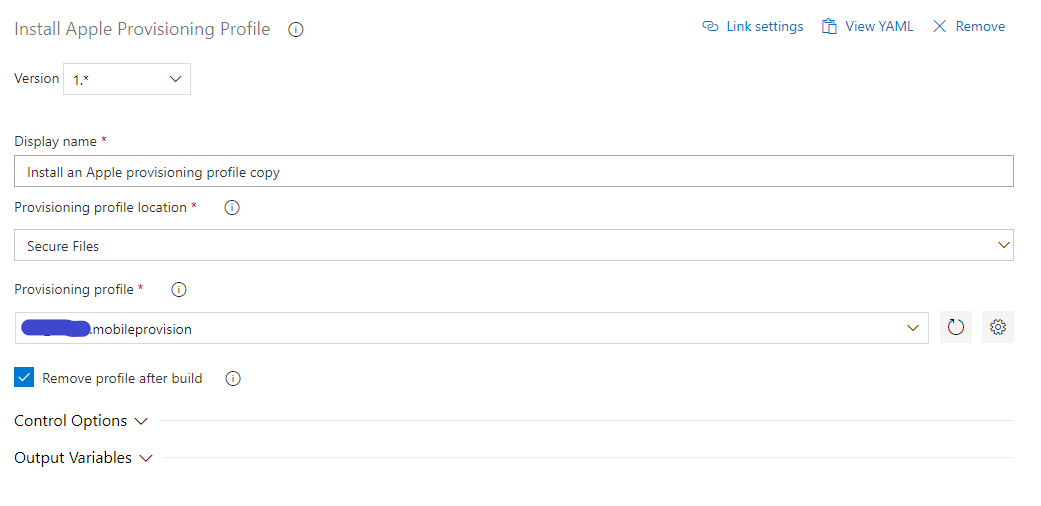 Install Apple Provisioning Profile
Link settings View YAML Remove
Version 1.*
Display name *
Install an Apple provisioning profile copy
Provisioning profile location *
Secure Files
Provisioning profile *
.mobileprovision
Remove profile after build
Control Options
Output Variables